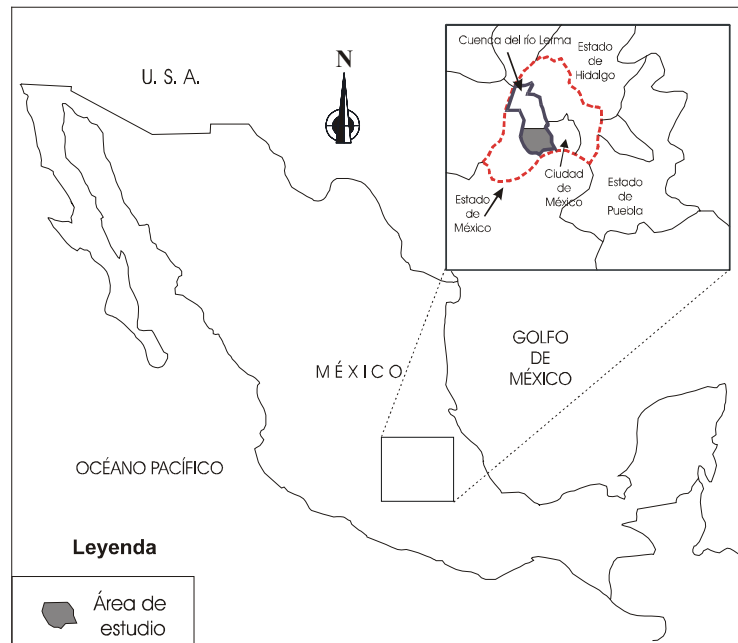 U. S. A.
N
Cuenca del río Lerma
Estado
de
Hidalgo
Ciudad
de
México
Estado
de
Puebla
Estado
de
México
GOLFO
DE
MÉXICO
MÉXICO
OCÉANO PACÍFICO
Leyenda
Área de
estudio